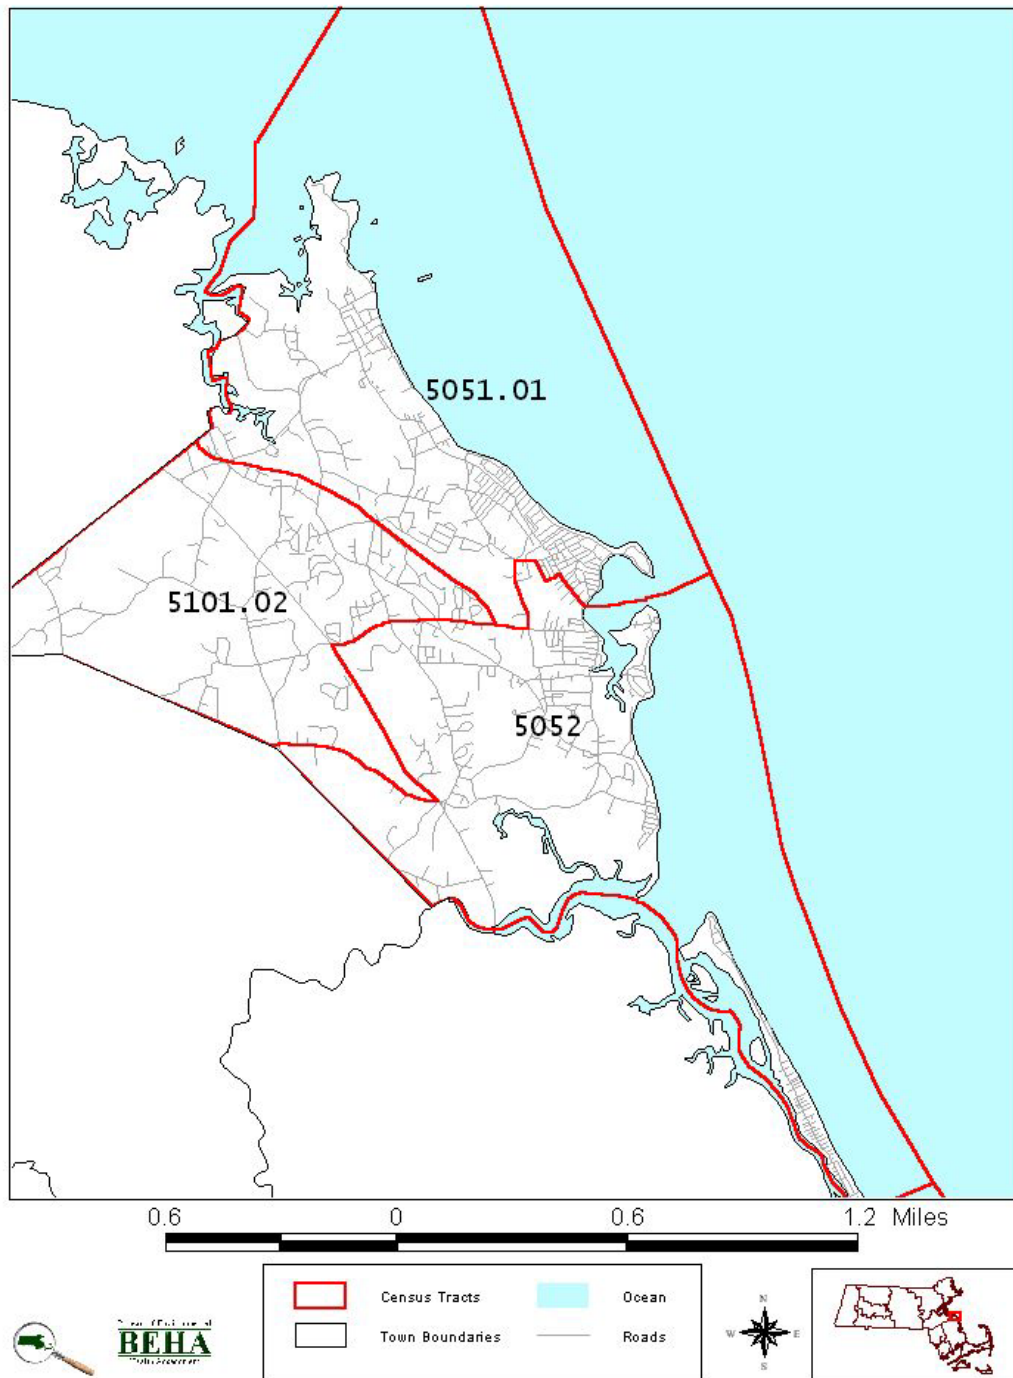 5051.01
5101.02
5052
0.6 0 0.6 1.2 Miles
Census Tracts Ocean
Town Boundaries Roads
N
W E
S
BEHA